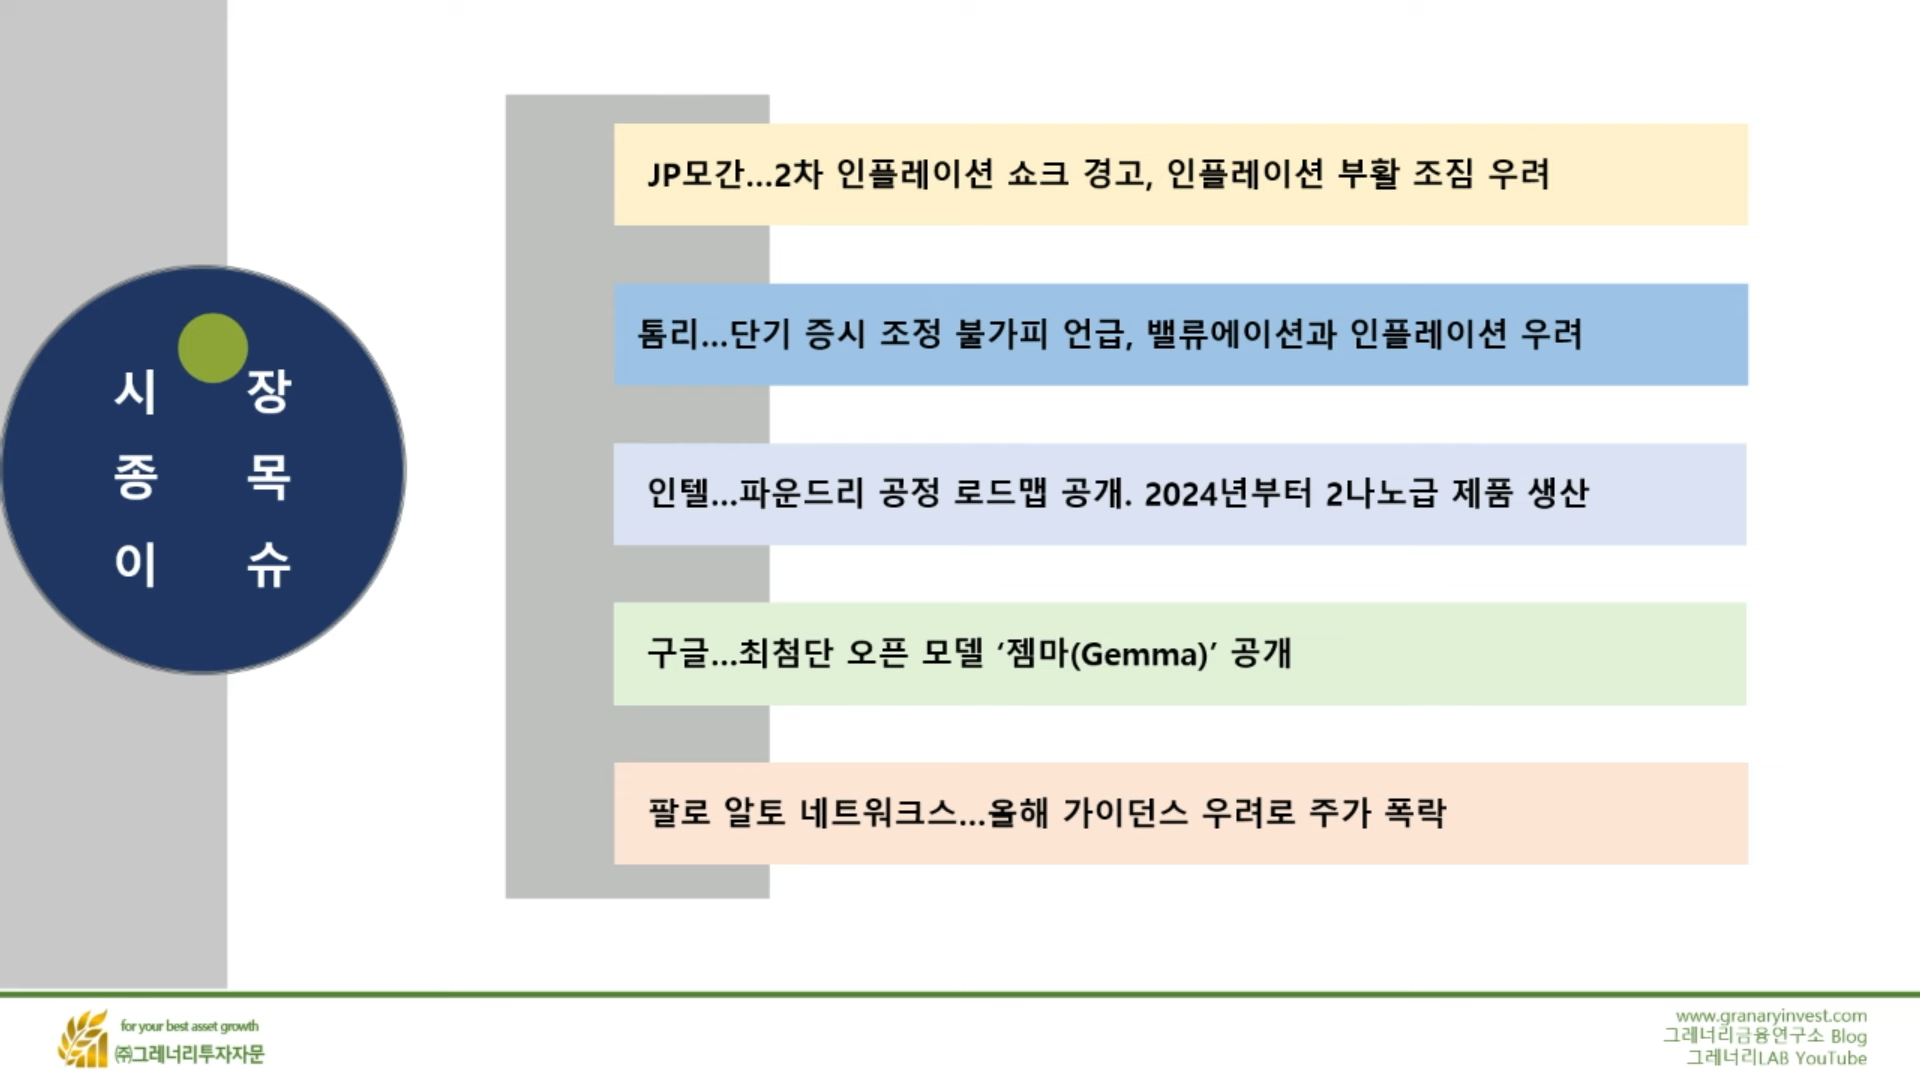 시 장
종 목
이 슈
JP모간...2차 인플레이션 쇼크 경고, 인플레이션 부활 조짐 우려
톰리...단기 증시 조정 불가피 언급, 밸류에이션과 인플레이션 우려
인텔...파운드리 공정 로드맵 공개. 2024년부터 2나노급 제품 생산
구글...최첨단 오픈 모델 ‘젬마(Gemma)’ 공개
팔로 알토 네트워크스...올해 가이던스 우려로 주가 폭락
for your best asset growth
㈜그레너리투자자문
www.granaryinvest.com
그레너리금융연구소 Blog
그레너리LAB YouTube